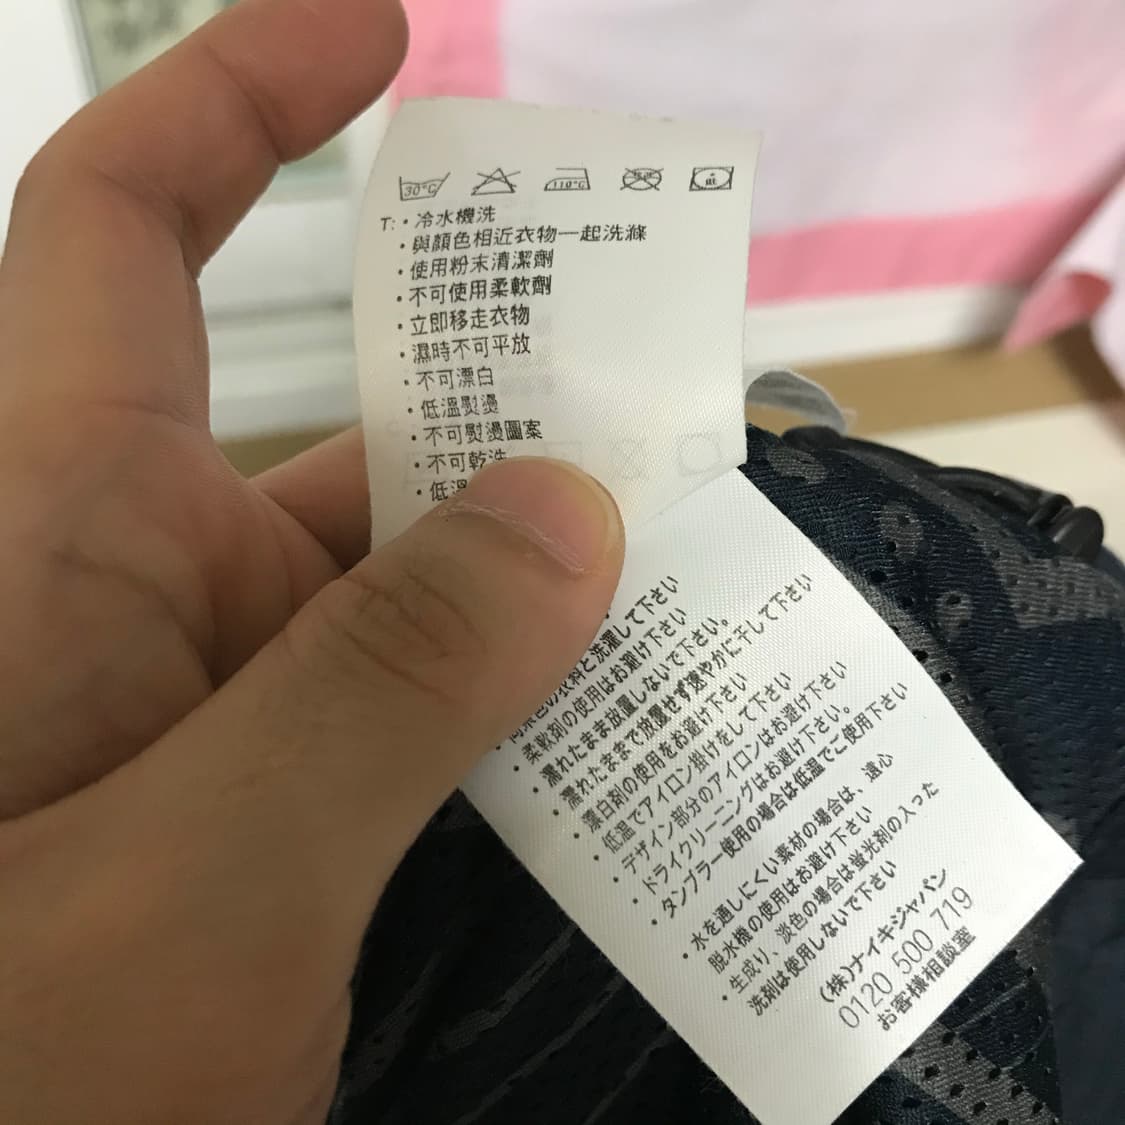 30°C 110°C
T: • 冷水機洗
• 與顏色相近衣物一起洗滌
• 使用粉末清潔劑
• 不可使用柔軟劑
• 立即移走衣物
• 濕時不可平放
• 不可漂白
• 低溫熨燙
• 不可熨燙圖案
• 不可乾洗
• 低溫
の衣料と洗濯して下さい
• 柔軟剤の使用はお避け下さい
• 濡れたまま放置しないで下さい。
• 濡れたままで放置せず速やかに干して下さい
• 漂白剤の使用をお避け下さい
• 低温でアイロン掛けをして下さい
• デザイン部分のアイロンはお避け下さい
• ドライクリーニングはお避け下さい。
• タンブラー使用の場合は低温でご使用下さい
• 水を通しにくい素材の場合は、遠心
脱水機の使用はお避け下さい
• 生成り、淡色の場合は蛍光剤の入った
洗剤は使用しないで下さい
(株)ナイキジャパン
0120 500 719
お客様相談室